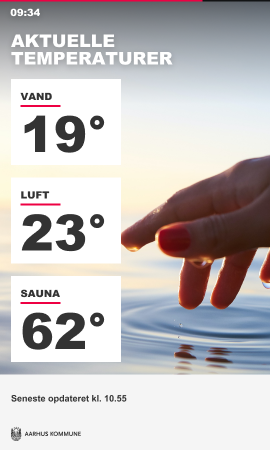 09:34
AKTUELLE
TEMPERATURER
VAND
19°
LUFT
23°
SAUNA
62°
Seneste opdateret kl. 10.55
AARHUS KOMMUNE